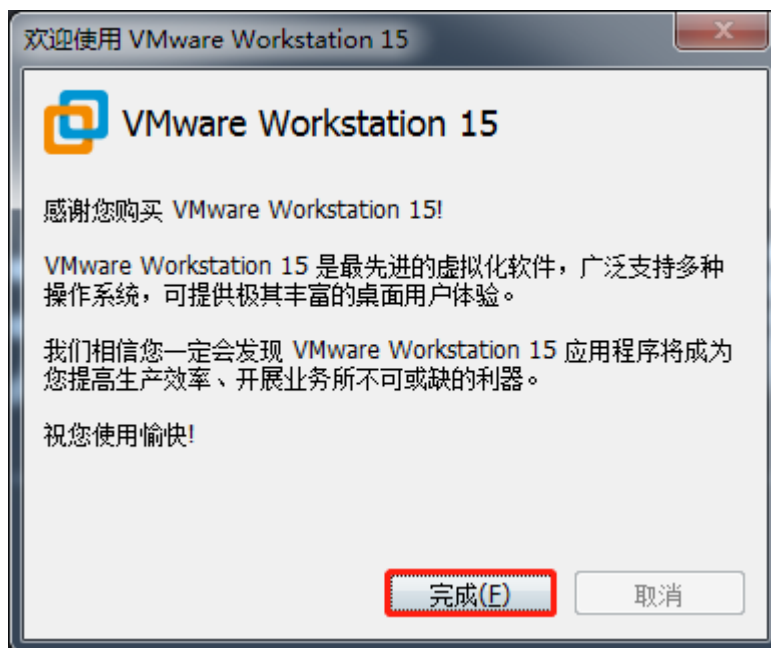 欢迎使用 VMware Workstation 15
VMware Workstation 15
感谢您购买 VMware Workstation 15!
VMware Workstation 15 是最先进的虚拟化软件，广泛支持多种
操作系统，可提供极其丰富的桌面用户体验。
我们相信您一定会发现 VMware Workstation 15 应用程序将成为
您提高生产效率、开展业务所不可或缺的利器。
祝您使用愉快!
完成(F)
取消